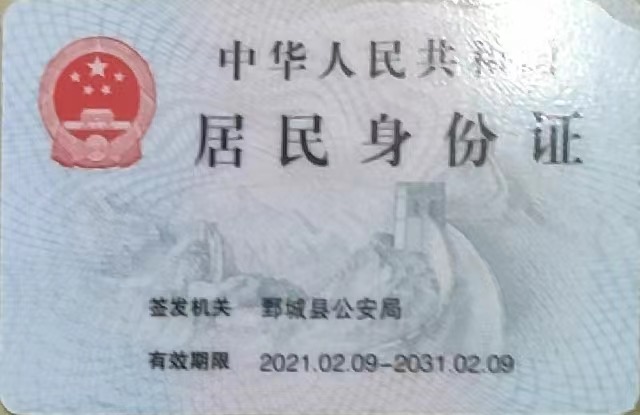 中华人民共和国
居民身份证
签发机关 鄄城县公安局
有效期限 2021.02.09-2031.02.09